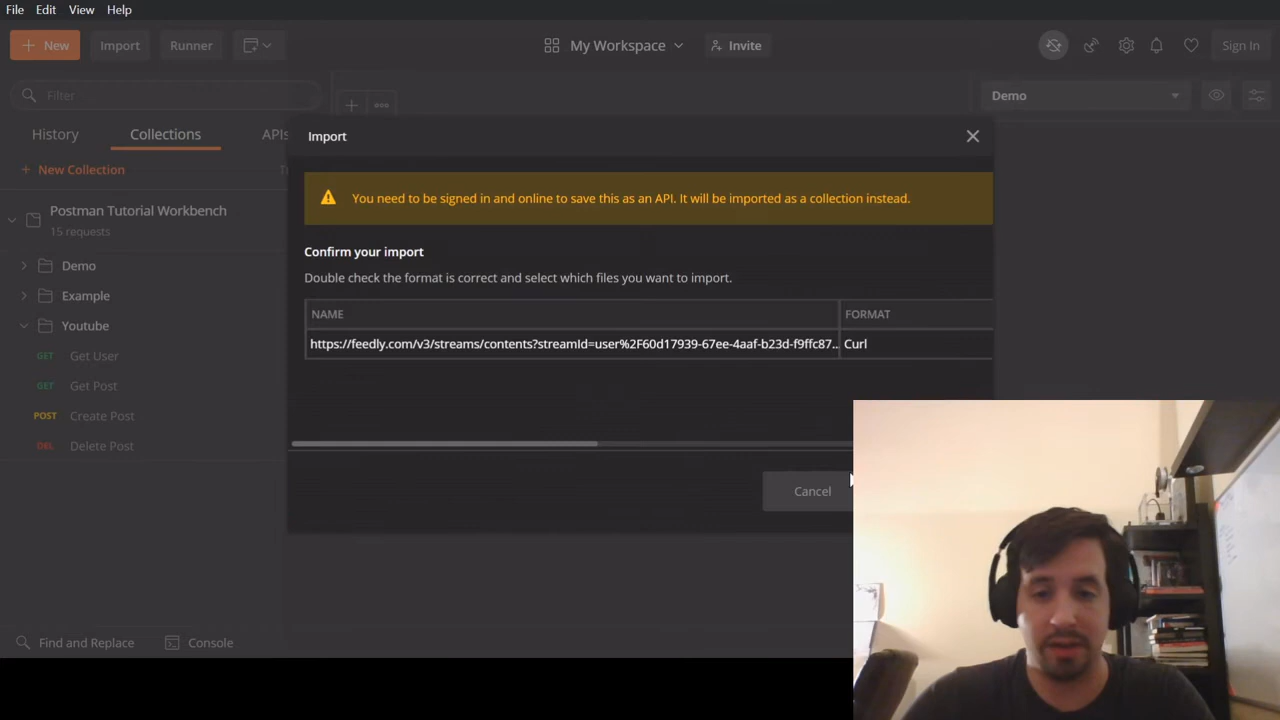 File Edit View Help
New Import Runner My Workspace Invite Sign In
Filter Demo
History Collections APIs
Import
New Collection
You need to be signed in and online to save this as an API. It will be imported as a collection instead.
Postman Tutorial Workbench
15 requests
Confirm your import
Double check the format is correct and select which files you want to import.
Demo
Example
NAME FORMAT
Youtube
https://feedly.com/v3/streams/contents?streamId=user%2F60d17939-67ee-4aaf-b23d-f9ffc87... Curl
GET Get User
GET Get Post
POST Create Post
DEL Delete Post
Cancel
Find and Replace Console